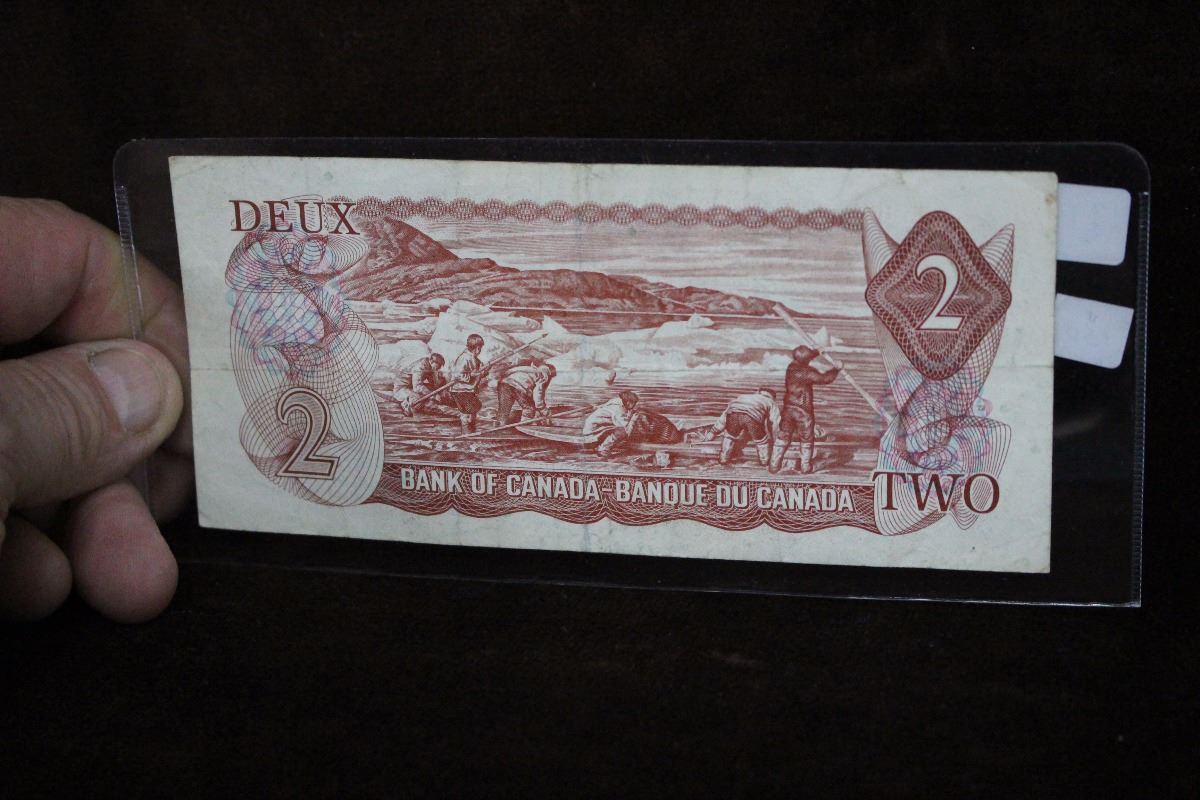 DEUX
2
2
BANK OF CANADA-BANQUE DU CANADA
TWO